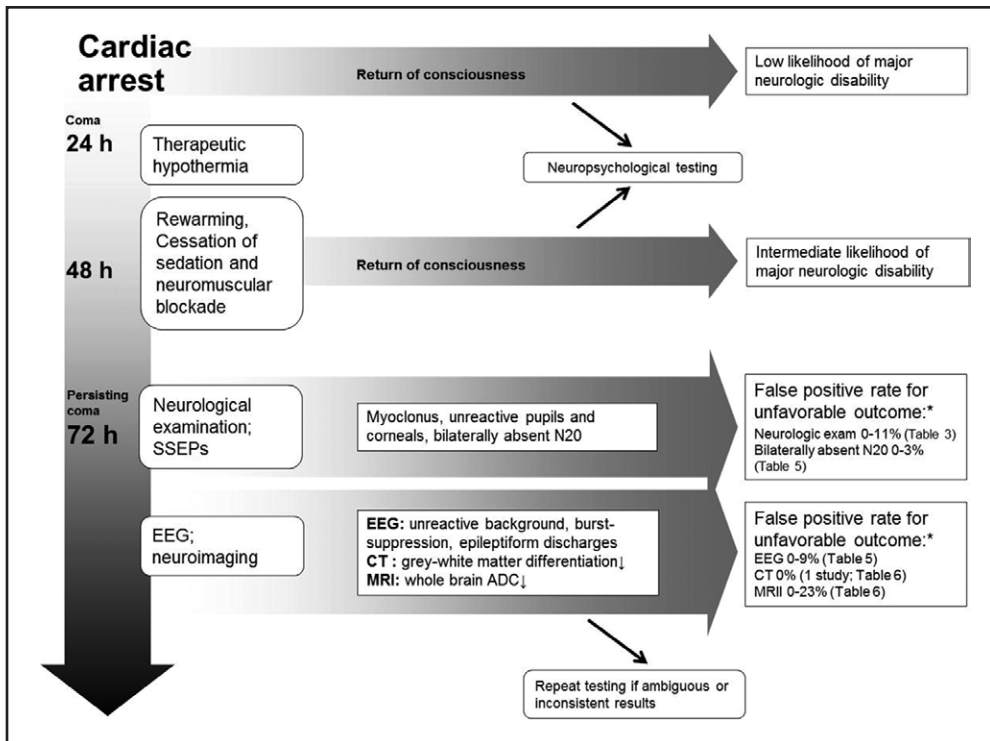 Cardiac
arrest
Return of consciousness
Low likelihood of major
neurologic disability
Coma
24 h
Therapeutic
hypothermia
Neuropsychological testing
48 h
Rewarming,
Cessation of
sedation and
neuromuscular
blockade
Return of consciousness
Intermediate likelihood of
major neurologic disability
Persisting
coma
72 h
Neurological
examination;
SSEPs
Myoclonus, unreactive pupils and
corneals, bilaterally absent N20
False positive rate for
unfavorable outcome:*
Neurologic exam 0-11% (Table 3)
Bilaterally absent N20 0-3%
(Table 5)
EEG;
neuroimaging
EEG: unreactive background, burst-
suppression, epileptiform discharges
CT : grey-white matter differentiation↓
MRI: whole brain ADC↓
False positive rate for
unfavorable outcome:*
EEG 0-9% (Table 5)
CT 0% (1 study; Table 6)
MRII 0-23% (Table 6)
Repeat testing if ambiguous or
inconsistent results